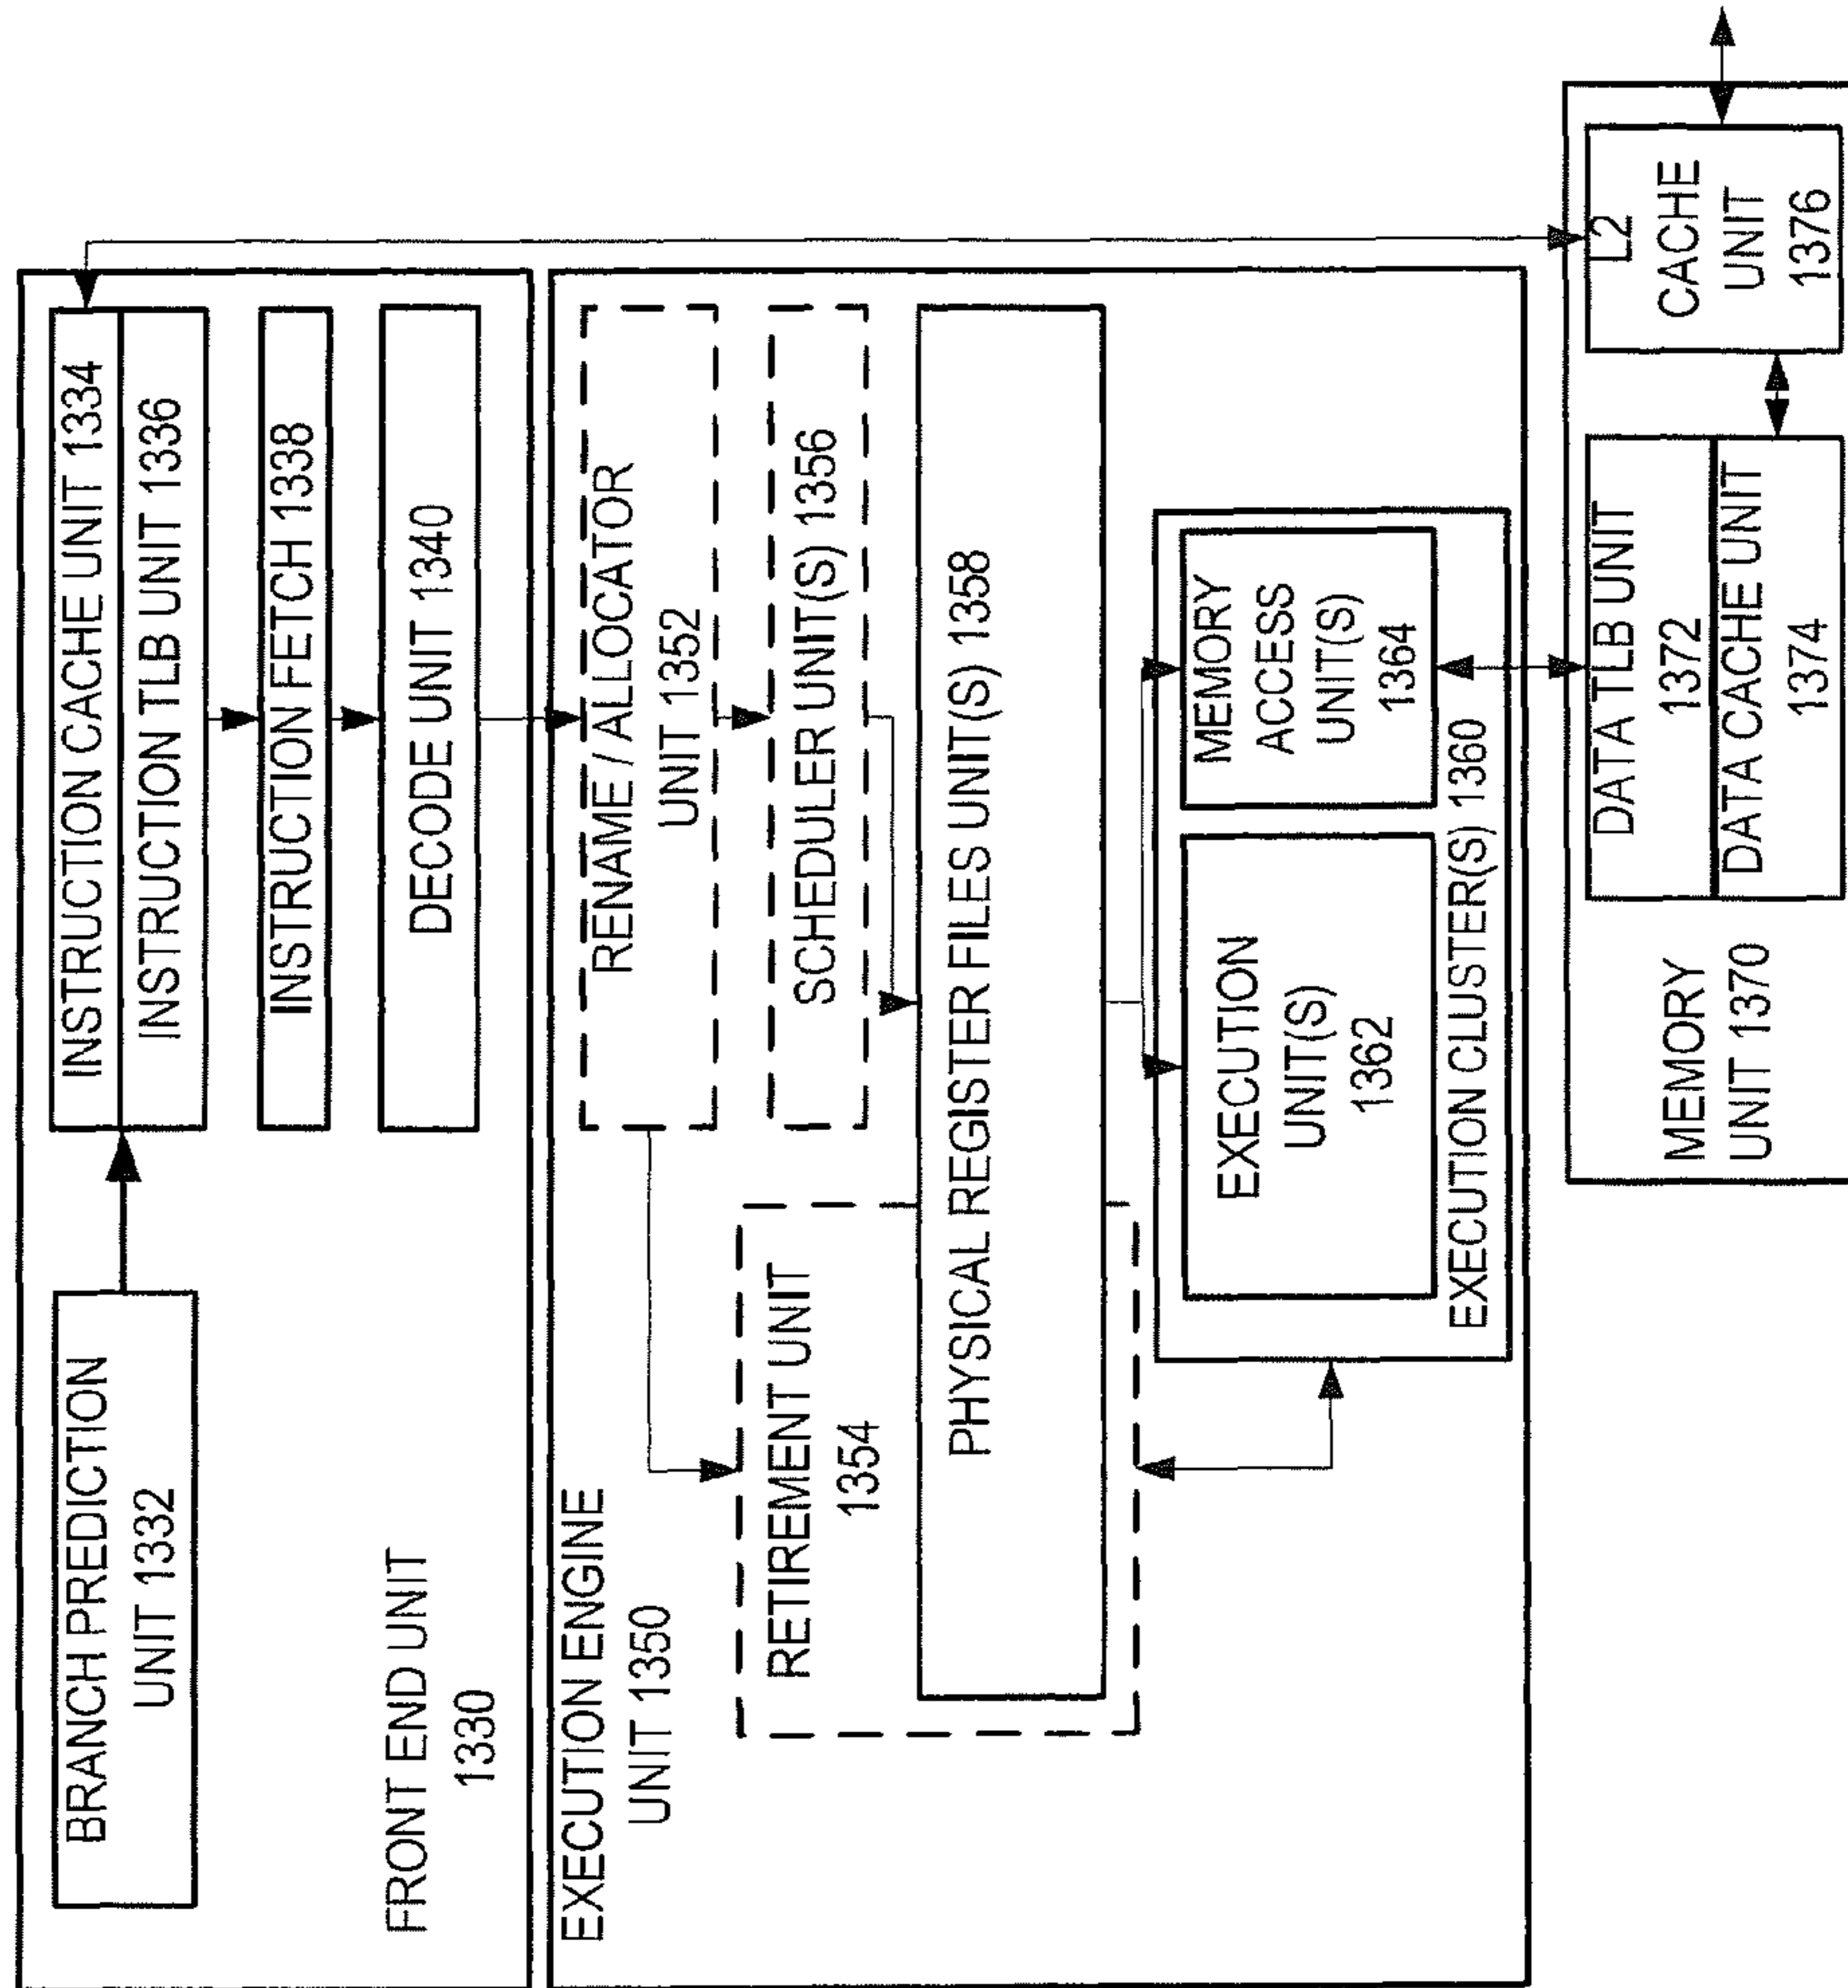 BRANCH PREDICTION
UNIT 1332
INSTRUCTION CACHE UNIT 1334
INSTRUCTION TLB UNIT 1336
INSTRUCTION FETCH 1338
DECODE UNIT 1340
FRONT END UNIT
1330
EXECUTION ENGINE
UNIT 1350
RENAME / ALLOCATOR
UNIT 1352
SCHEDULER UNIT(S) 1356
RETIREMENT UNIT
1354
PHYSICAL REGISTER FILES UNIT(S) 1358
EXECUTION
UNIT(S)
1362
MEMORY
ACCESS
UNIT(S)
1364
EXECUTION CLUSTER(S) 1360
MEMORY
UNIT 1370
DATA TLB UNIT
1372
DATA CACHE UNIT
1374
L2
CACHE
UNIT
1376